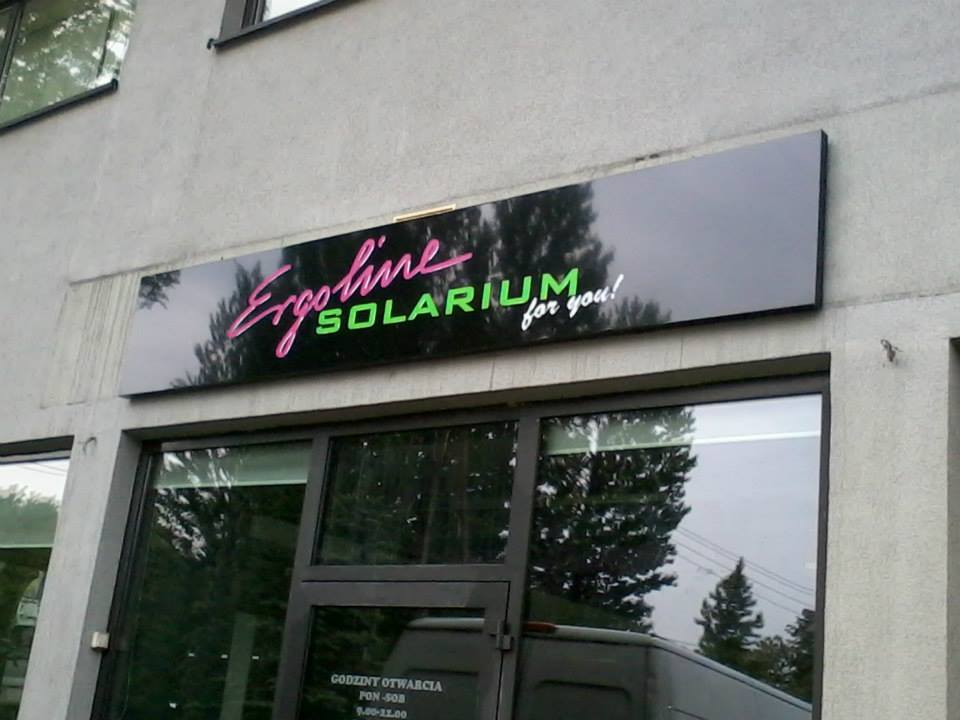 Ergoline
SOLARIUM
for you!
GODZINY OTWARCIA
PON -SOB
9.00-22.00